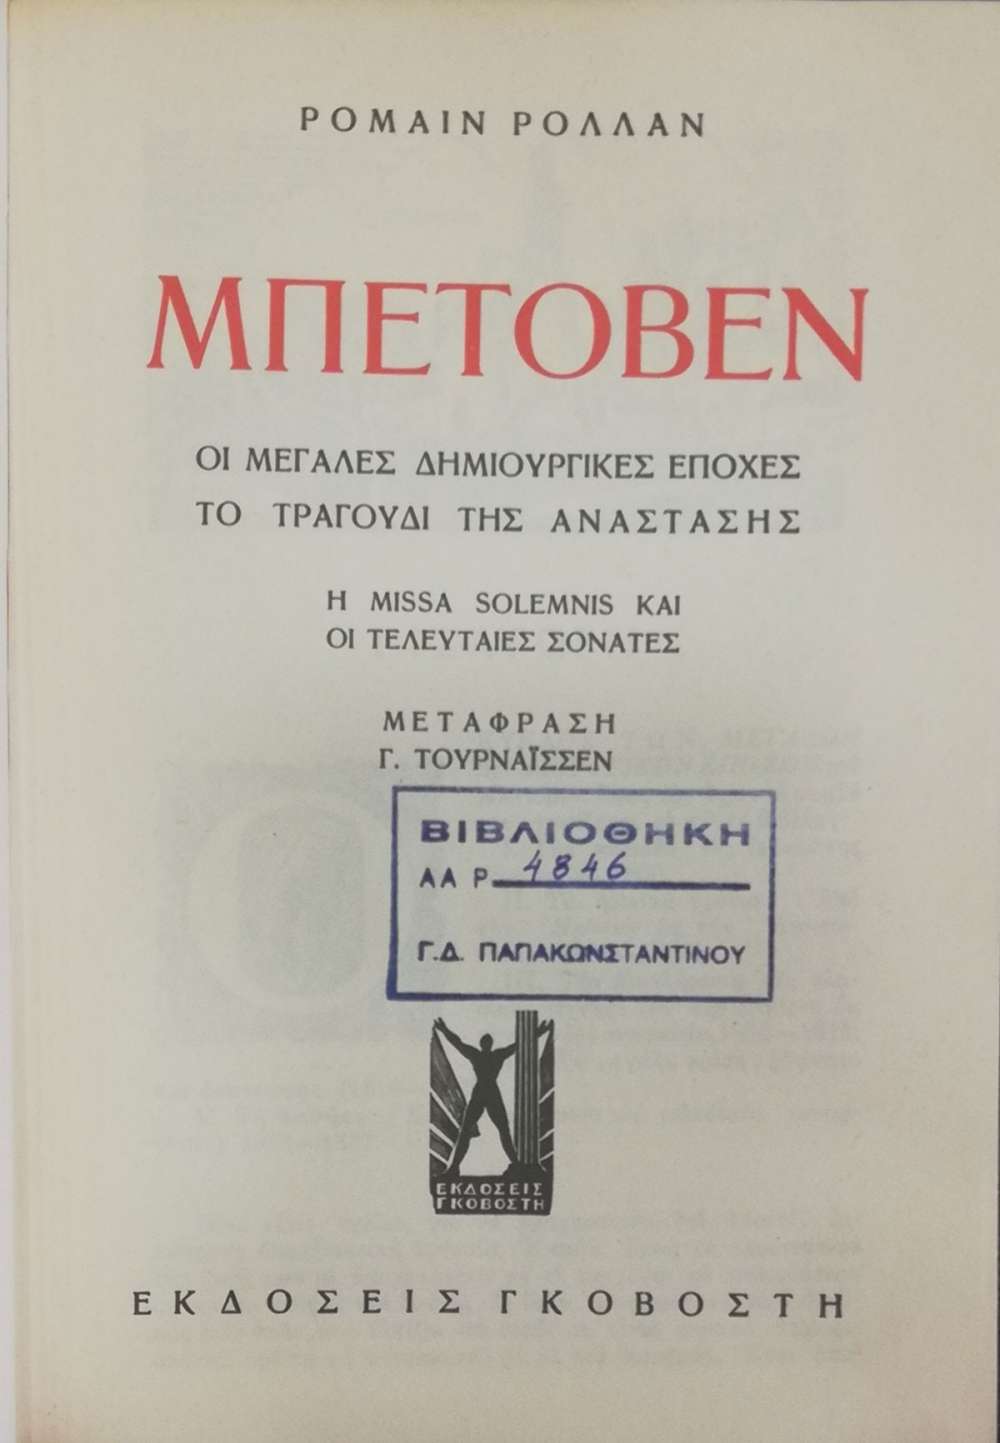 ΡΟΜΑΙΝ ΡΟΛΛΑΝ
ΜΠΕΤΟΒΕΝ
ΟΙ ΜΕΓΑΛΕΣ ΔΗΜΙΟΥΡΓΙΚΕΣ ΕΠΟΧΕΣ
ΤΟ ΤΡΑΓΟΥΔΙ ΤΗΣ ΑΝΑΣΤΑΣΗΣ
Η MISSA SOLEMNIS ΚΑΙ
ΟΙ ΤΕΛΕΥΤΑΙΕΣ ΣΟΝΑΤΕΣ
ΜΕΤΑΦΡΑΣΗ
Γ. ΤΟΥΡΝΑΪΣΣΕΝ
ΒΙΒΛΙΟΘΗΚΗ
ΑΑ Ρ 4846
Γ.Δ. ΠΑΠΑΚΩΝΣΤΑΝΤΙΝΟΥ
ΕΚΔΟΣΕΙΣ
ΓΚΟΒΟΣΤΗ
ΕΚΔΟΣΕΙΣ ΓΚΟΒΟΣΤΗ